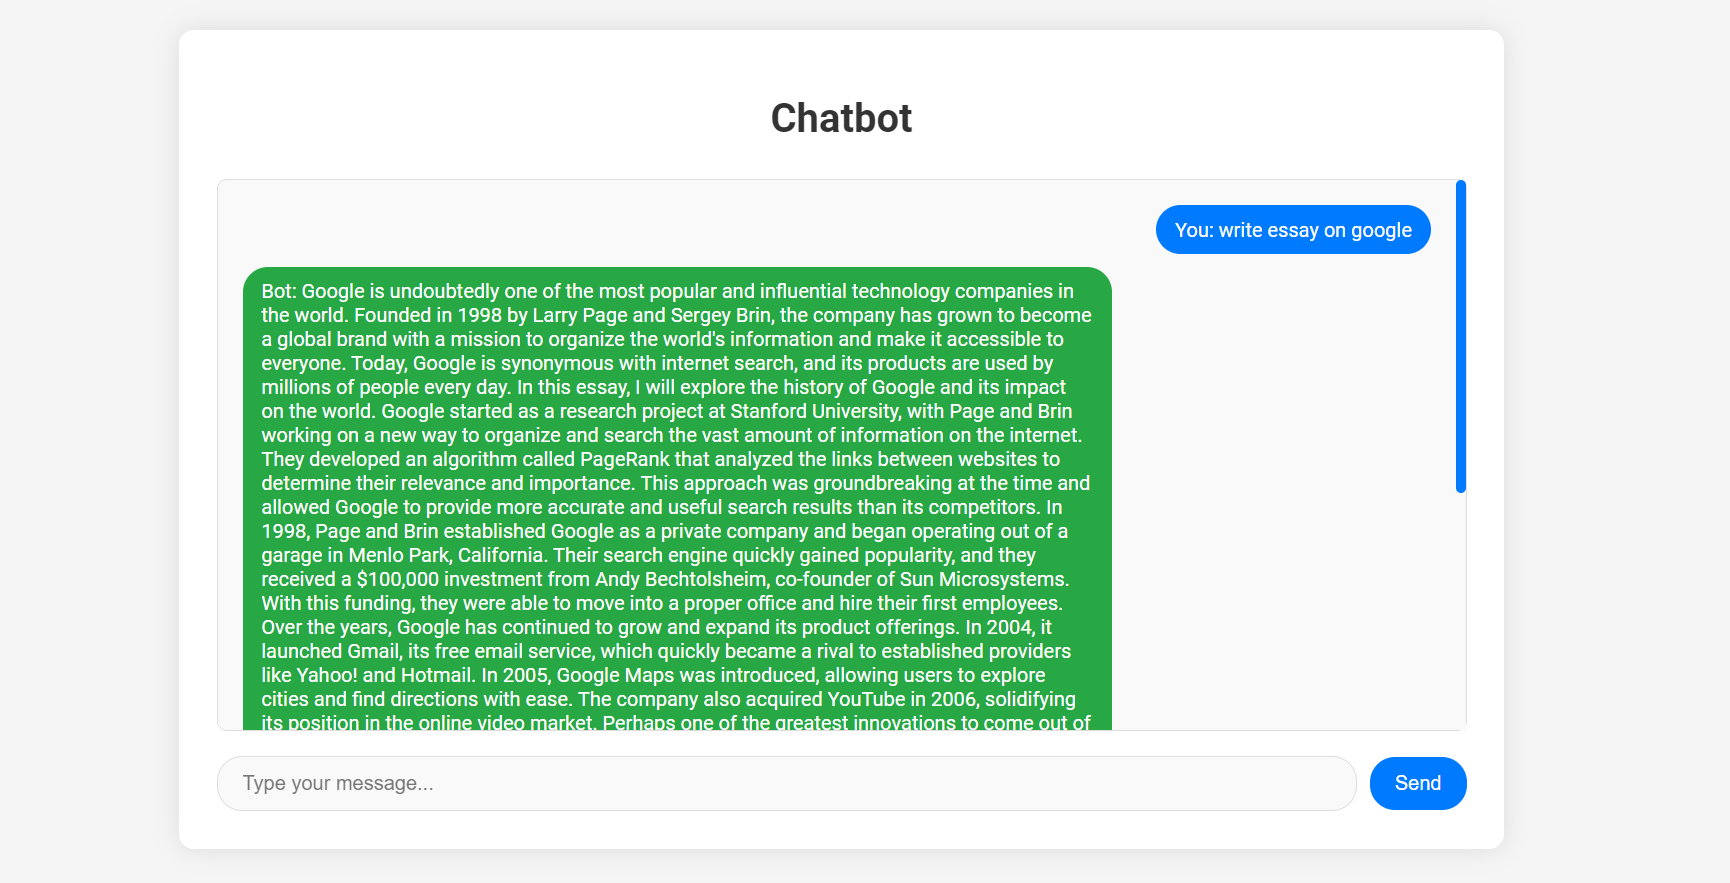 Chatbot
You: write essay on google
Bot: Google is undoubtedly one of the most popular and influential technology companies in
the world. Founded in 1998 by Larry Page and Sergey Brin, the company has grown to become
a global brand with a mission to organize the world's information and make it accessible to
everyone. Today, Google is synonymous with internet search, and its products are used by
millions of people every day. In this essay, I will explore the history of Google and its impact
on the world. Google started as a research project at Stanford University, with Page and Brin
working on a new way to organize and search the vast amount of information on the internet.
They developed an algorithm called PageRank that analyzed the links between websites to
determine their relevance and importance. This approach was groundbreaking at the time and
allowed Google to provide more accurate and useful search results than its competitors. In
1998, Page and Brin established Google as a private company and began operating out of a
garage in Menlo Park, California. Their search engine quickly gained popularity, and they
received a $100,000 investment from Andy Bechtolsheim, co-founder of Sun Microsystems.
With this funding, they were able to move into a proper office and hire their first employees.
Over the years, Google has continued to grow and expand its product offerings. In 2004, it
launched Gmail, its free email service, which quickly became a rival to established providers
like Yahoo! and Hotmail. In 2005, Google Maps was introduced, allowing users to explore
cities and find directions with ease. The company also acquired YouTube in 2006, solidifying
its position in the online video market. Perhaps one of the greatest innovations to come out of
Type your message...
Send